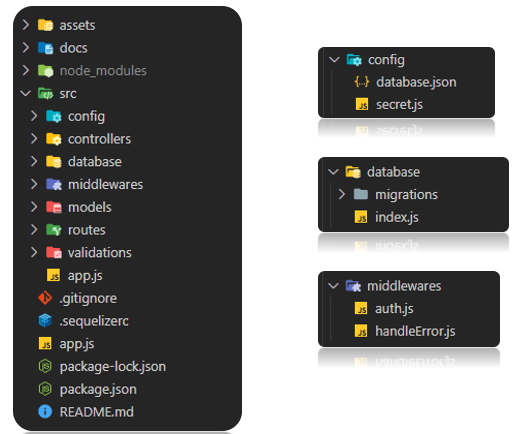 assets
docs
node_modules
src
config
controllers
database
middlewares
models
routes
validations
JS app.js
.gitignore
.sequelizerc
JS app.js
package-lock.json
package.json
README.md
config
{..} database.json
JS secret.js
database
migrations
JS index.js
middlewares
JS auth.js
JS handleError.js